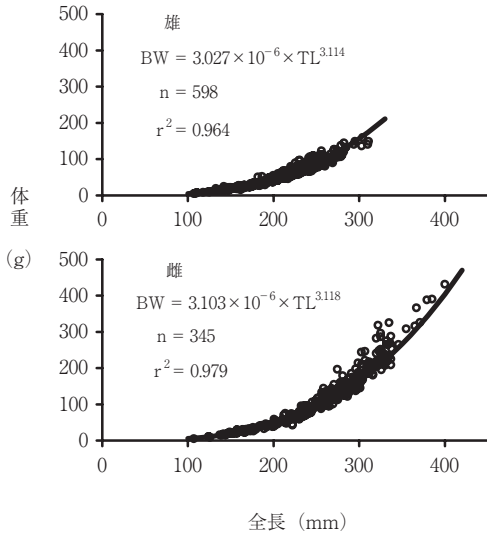 500
400
300
200
100
0
雄
BW = 3.027×10⁻⁶×TL³·¹¹⁴
n = 598
r² = 0.964
0 100 200 300 400
体重
(g)
500
400
300
200
100
0
雌
BW = 3.103×10⁻⁶×TL³·¹¹⁸
n = 345
r² = 0.979
0 100 200 300 400
全長（mm）